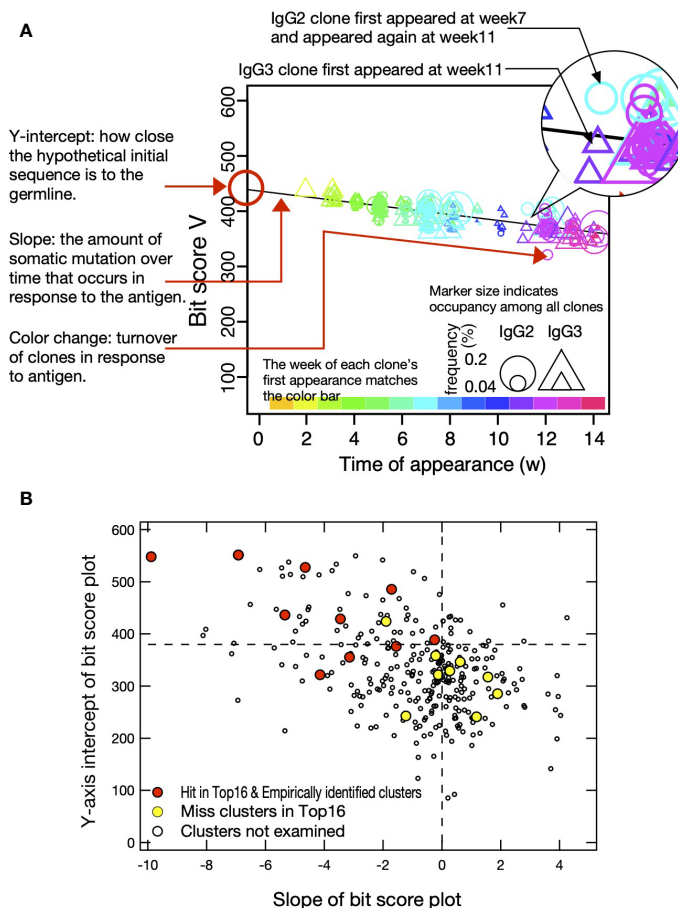 A
IgG2 clone first appeared at week7
and appeared again at week11
IgG3 clone first appeared at week11
Y-intercept: how close
the hypothetical initial
sequence is to the
germline.
Slope: the amount of
somatic mutation over
time that occurs in
response to the antigen.
Color change: turnover
of clones in response
to antigen.
Bit score V
600
500
400
300
200
100
Marker size indicates
occupancy among all clones
frequency
(%)
IgG2 IgG3
0.2
0.04
The week of each clone's
first appearance matches
the color bar
0 2 4 6 8 10 12 14
Time of appearance (w)
B
Y-axis intercept of bit score plot
600
500
400
300
200
100
0
Hit in Top16 & Empirically identified clusters
Miss clusters in Top16
Clusters not examined
-10 -8 -6 -4 -2 0 2 4
Slope of bit score plot